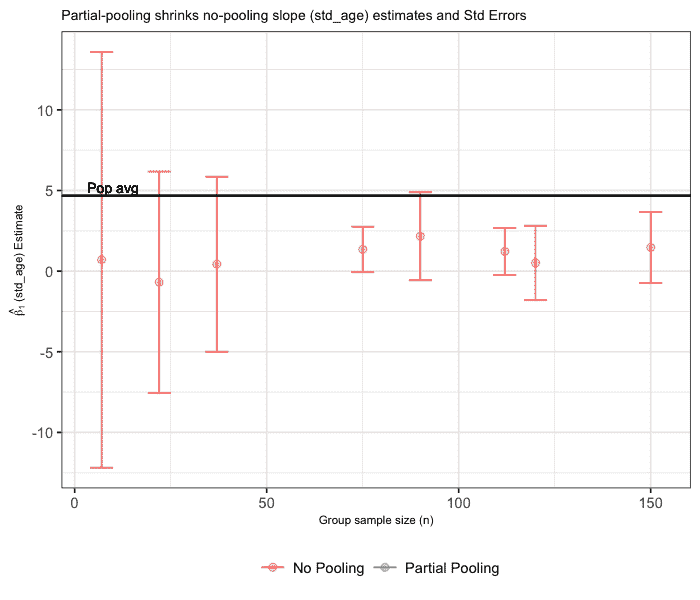 Partial-pooling shrinks no-pooling slope (std_age) estimates and Std Errors
10
5
0
-5
-10
Pop avg
β̂₁ (std_age) Estimate
0 50 100 150
Group sample size (n)
No Pooling Partial Pooling